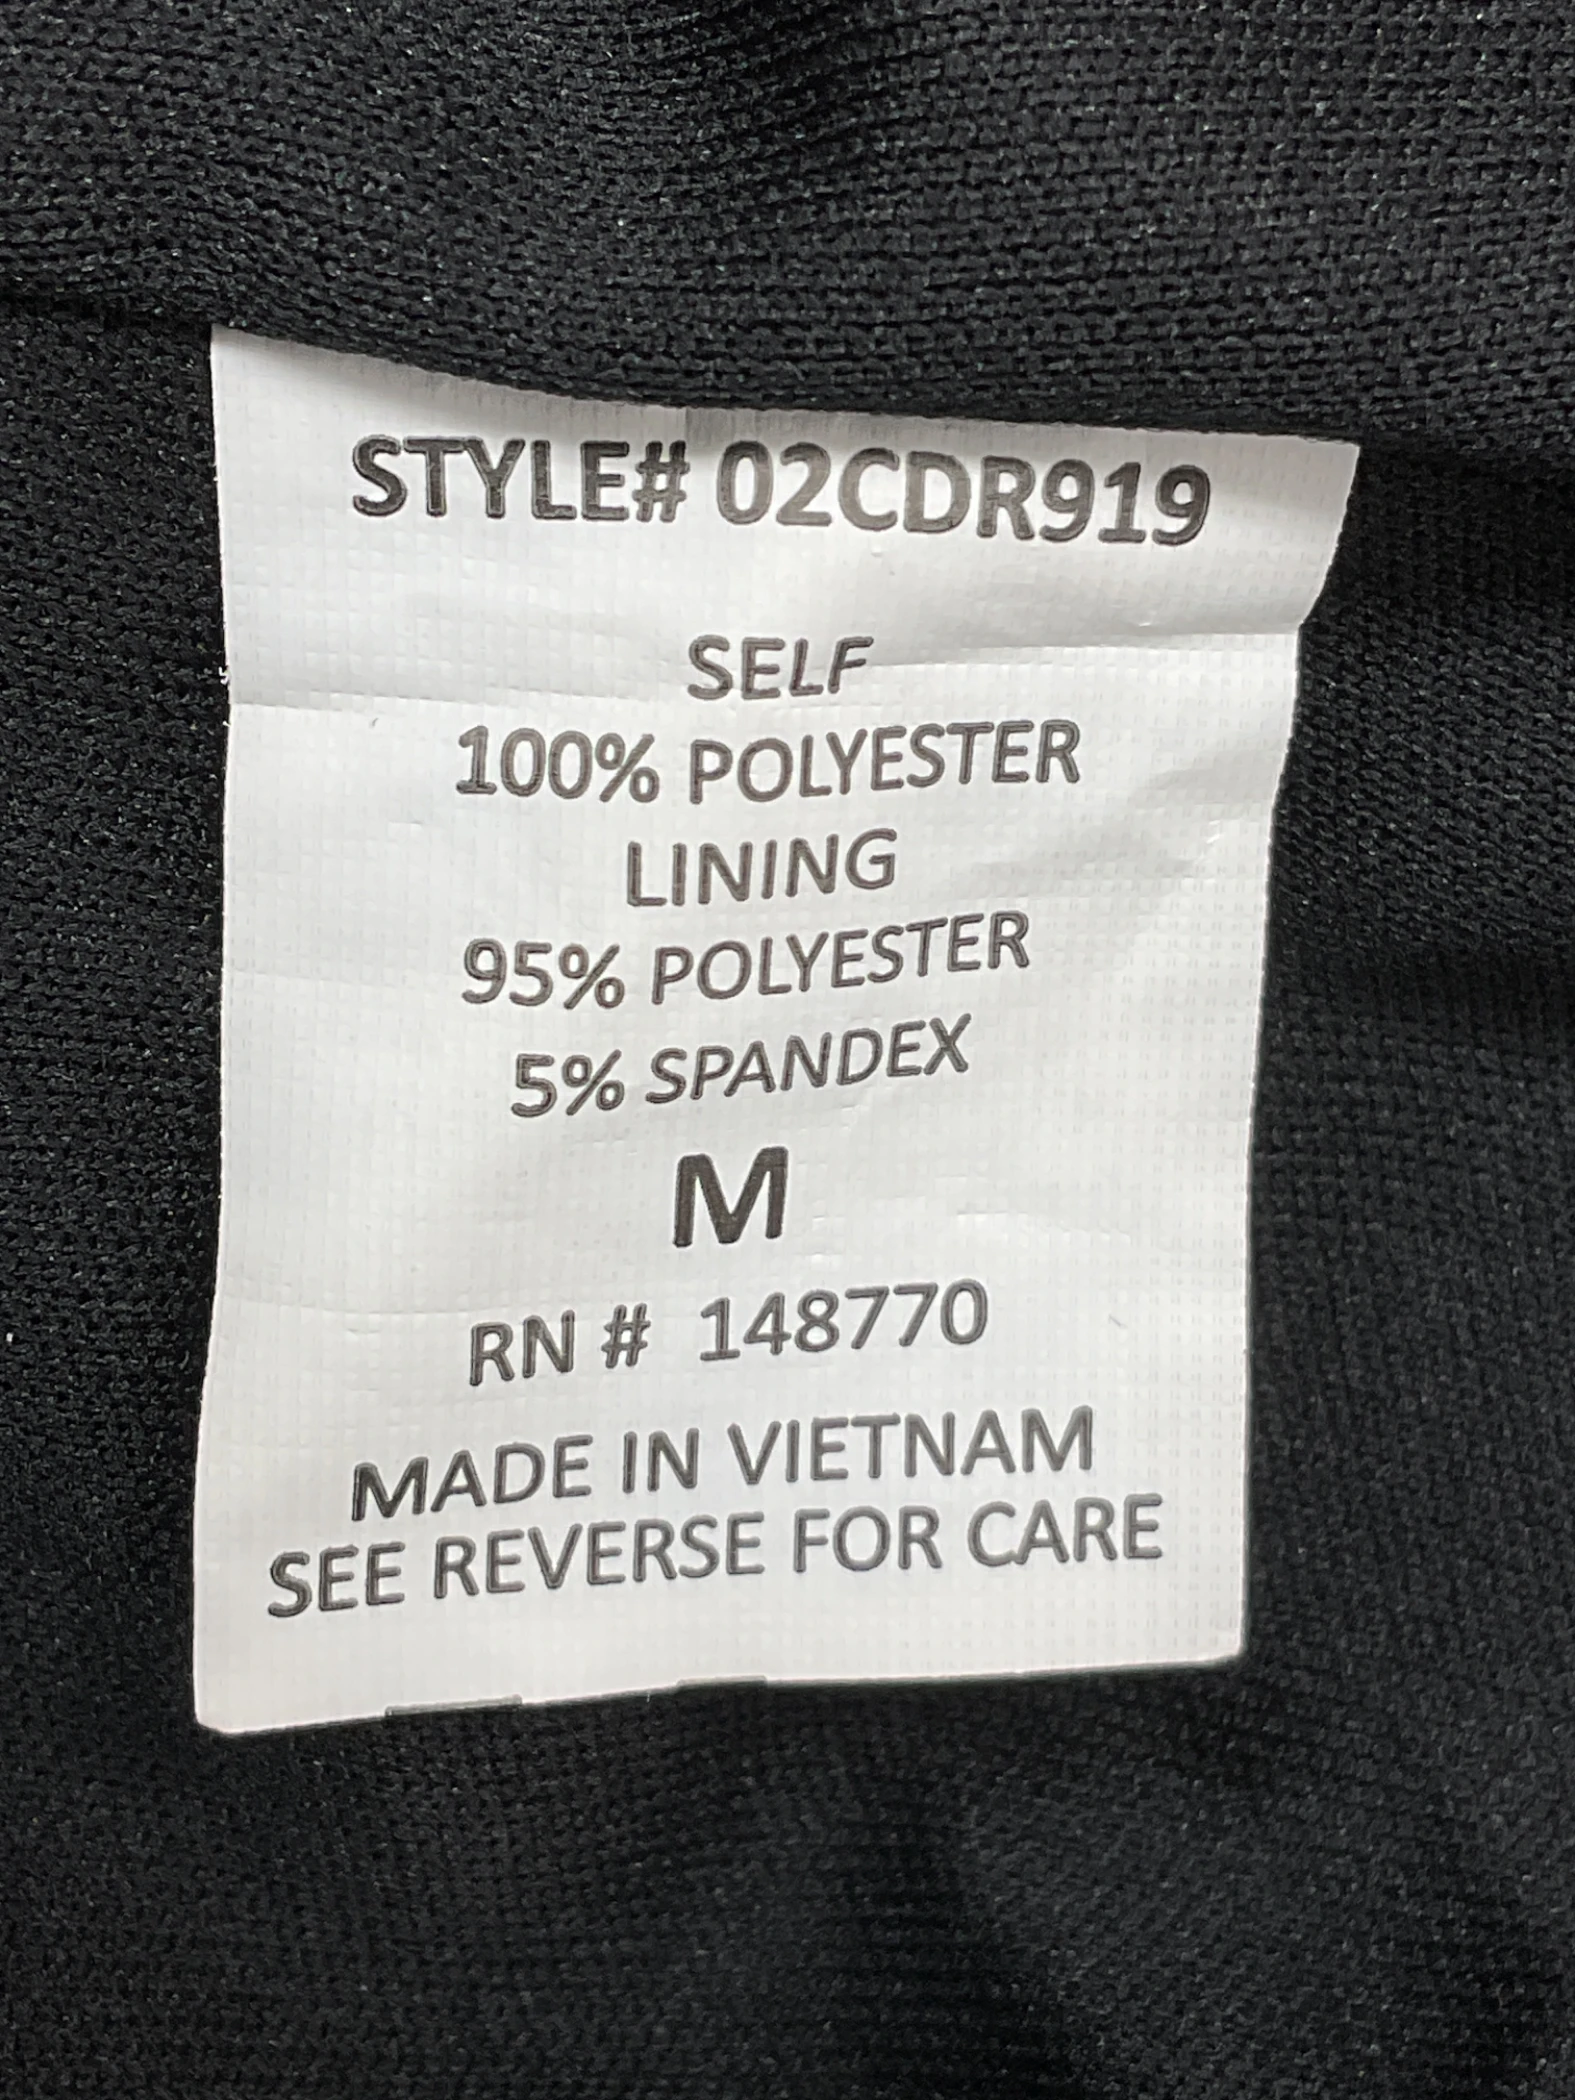 STYLE# 02CDR919
SELF
100% POLYESTER
LINING
95% POLYESTER
5% SPANDEX
M
RN # 148770
MADE IN VIETNAM
SEE REVERSE FOR CARE